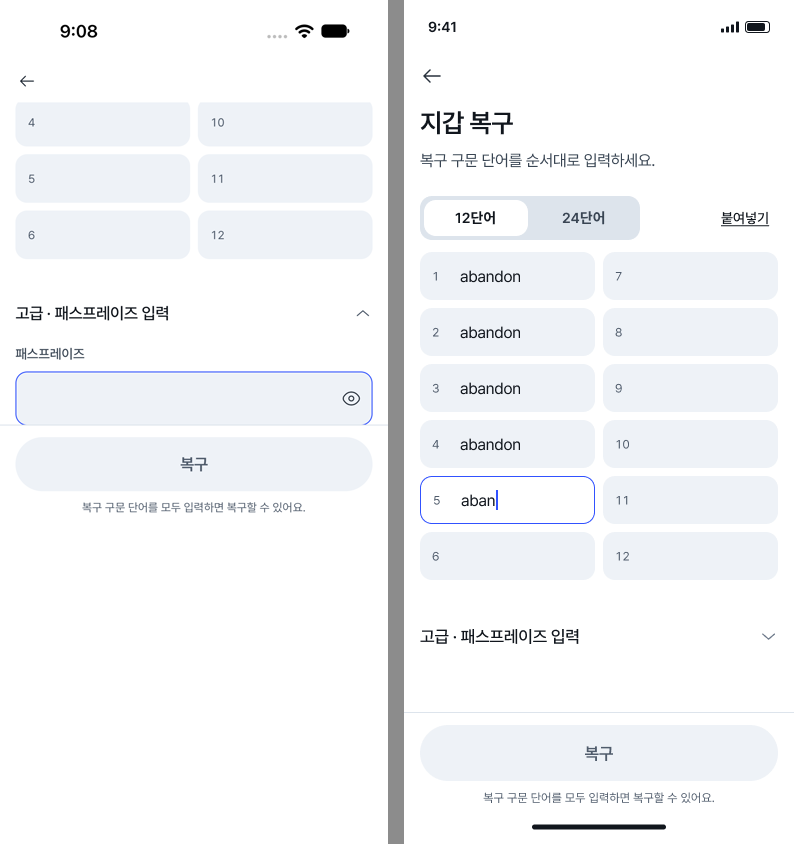 9:08
4
10
5
11
6
12
고급 · 패스프레이즈 입력
패스프레이즈
복구
복구 구문 단어를 모두 입력하면 복구할 수 있어요.
9:41
지갑 복구
복구 구문 단어를 순서대로 입력하세요.
12단어
24단어
붙여넣기
1 abandon
7
2 abandon
8
3 abandon
9
4 abandon
10
5 aban
11
6
12
고급 · 패스프레이즈 입력
복구
복구 구문 단어를 모두 입력하면 복구할 수 있어요.